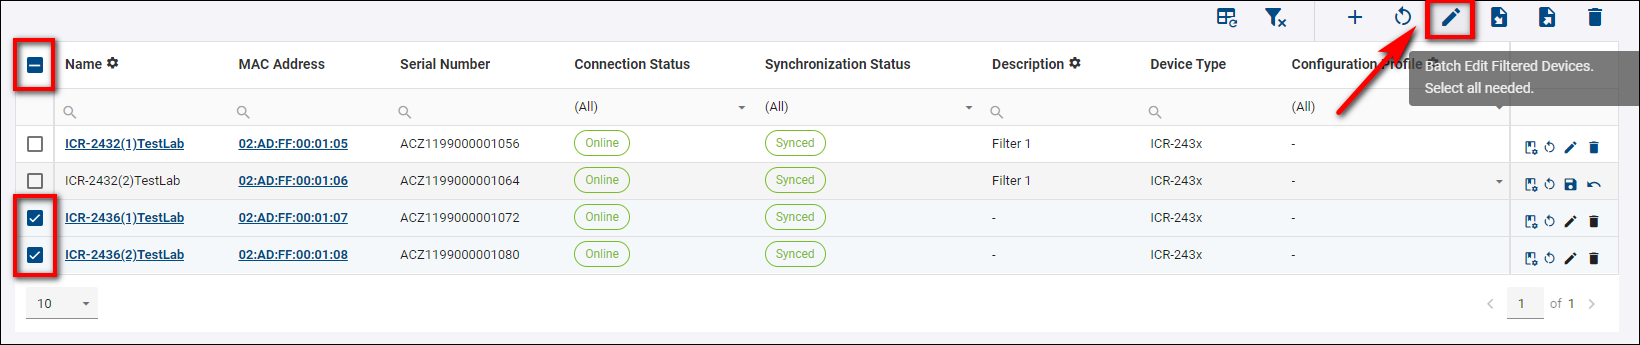 Batch Edit Filtered Devices.
Select all needed.
Name MAC Address Serial Number Connection Status Synchronization Status Description Device Type Configuration Profile
(All) (All) (All)
ICR-2432(1)TestLab 02:AD:FF:00:01:05 ACZ1199000001056 Online Synced Filter 1 ICR-243x -
ICR-2432(2)TestLab 02:AD:FF:00:01:06 ACZ1199000001064 Online Synced Filter 1 ICR-243x -
ICR-2436(1)TestLab 02:AD:FF:00:01:07 ACZ1199000001072 Online Synced - ICR-243x -
ICR-2436(2)TestLab 02:AD:FF:00:01:08 ACZ1199000001080 Online Synced - ICR-243x -
10 1 of 1